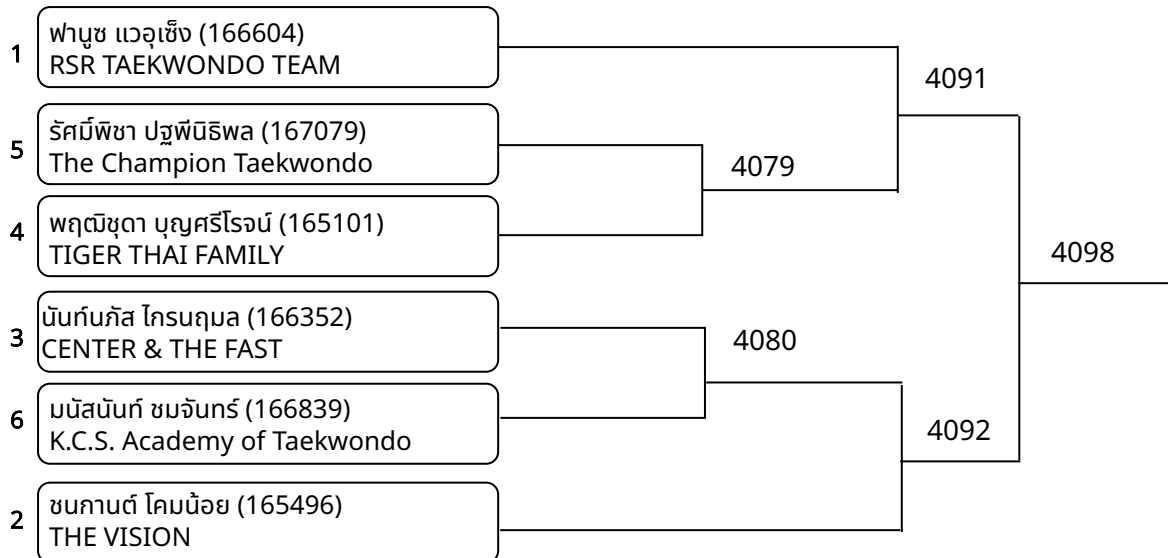 1
ฟานูซ แวอุเซ็ง (166604)
RSR TAEKWONDO TEAM
4091
5
รัศมิ์พิชา ปฐพีนิธิพล (167079)
The Champion Taekwondo
4079
4
พฤฒิชุดา บุญศรีโรจน์ (165101)
TIGER THAI FAMILY
4098
3
นันท์นภัส ไกรนฤมล (166352)
CENTER & THE FAST
4080
6
มนัสนันท์ ชมจันทร์ (166839)
K.C.S. Academy of Taekwondo
4092
2
ชนกานต์ โคมน้อย (165496)
THE VISION